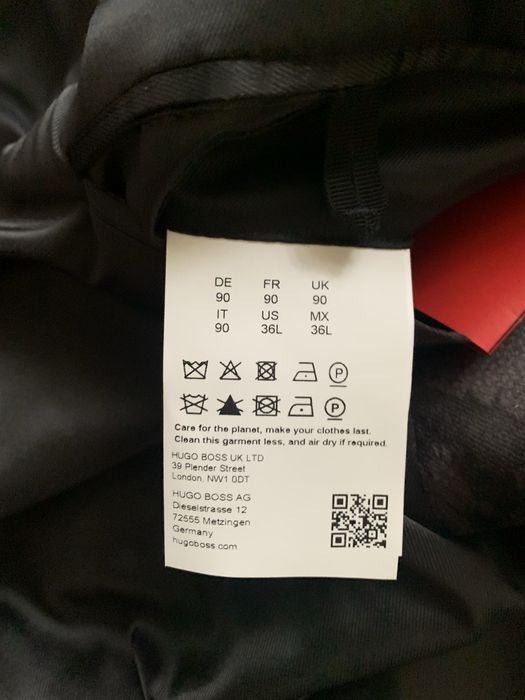 DE FR UK
90 90 90
IT US MX
90 36L 36L
P
P
Care for the planet, make your clothes last.
Clean this garment less, and air dry if required.
HUGO BOSS UK LTD
39 Plender Street
London, NW1 0DT
HUGO BOSS AG
Dieselstrasse 12
72555 Metzingen
Germany
hugoboss.com